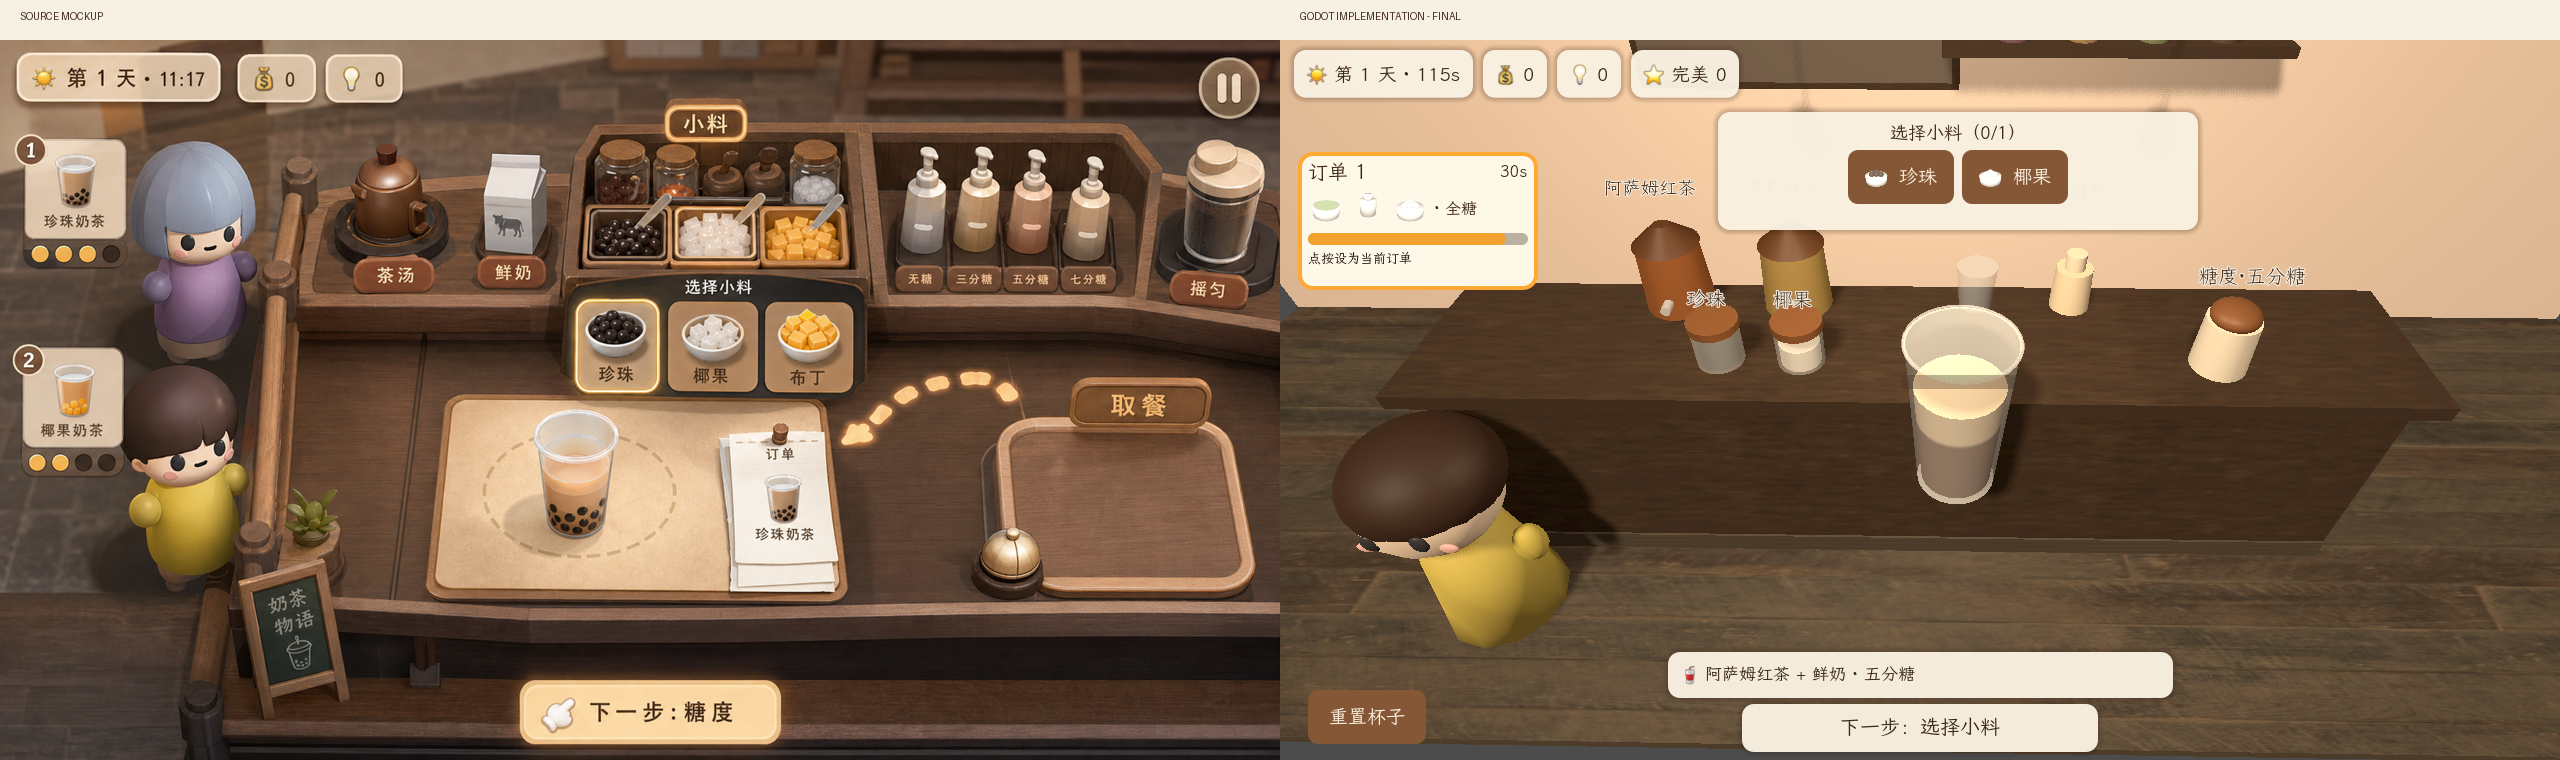 SOURCE MOCKUP
第 1 天 · 11:17
0
0
小料
1
珍珠奶茶
茶汤
鲜奶
无糖
三分糖
五分糖
七分糖
摇匀
选择小料
珍珠
椰果
布丁
2
椰果奶茶
取餐
订单
珍珠奶茶
奶茶
物语
下一步:糖度
GODOT IMPLEMENTATION - FINAL
第 1 天 · 115s
0
0
完美 0
选择小料（0/1）
珍珠
椰果
订单 1
30s
· 全糖
点按设为当前订单
阿萨姆红茶
珍珠
椰果
糖度·五分糖
阿萨姆红茶 + 鲜奶 · 五分糖
重置杯子
下一步：选择小料